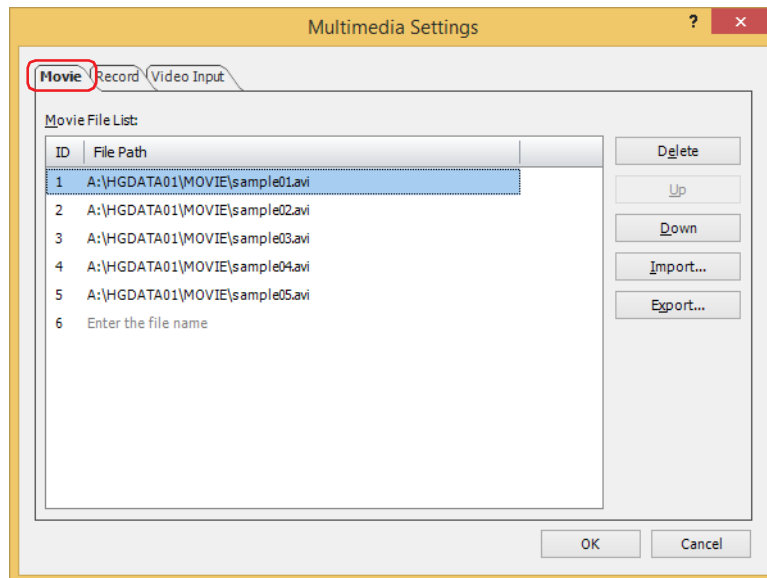 Multimedia Settings ? ×
Movie Record Video Input
Movie File List:
ID File Path
1 A:\HGDATA01\MOVIE\sample01.avi
2 A:\HGDATA01\MOVIE\sample02.avi
3 A:\HGDATA01\MOVIE\sample03.avi
4 A:\HGDATA01\MOVIE\sample04.avi
5 A:\HGDATA01\MOVIE\sample05.avi
6 Enter the file name
Delete
Up
Down
Import...
Export...
OK Cancel